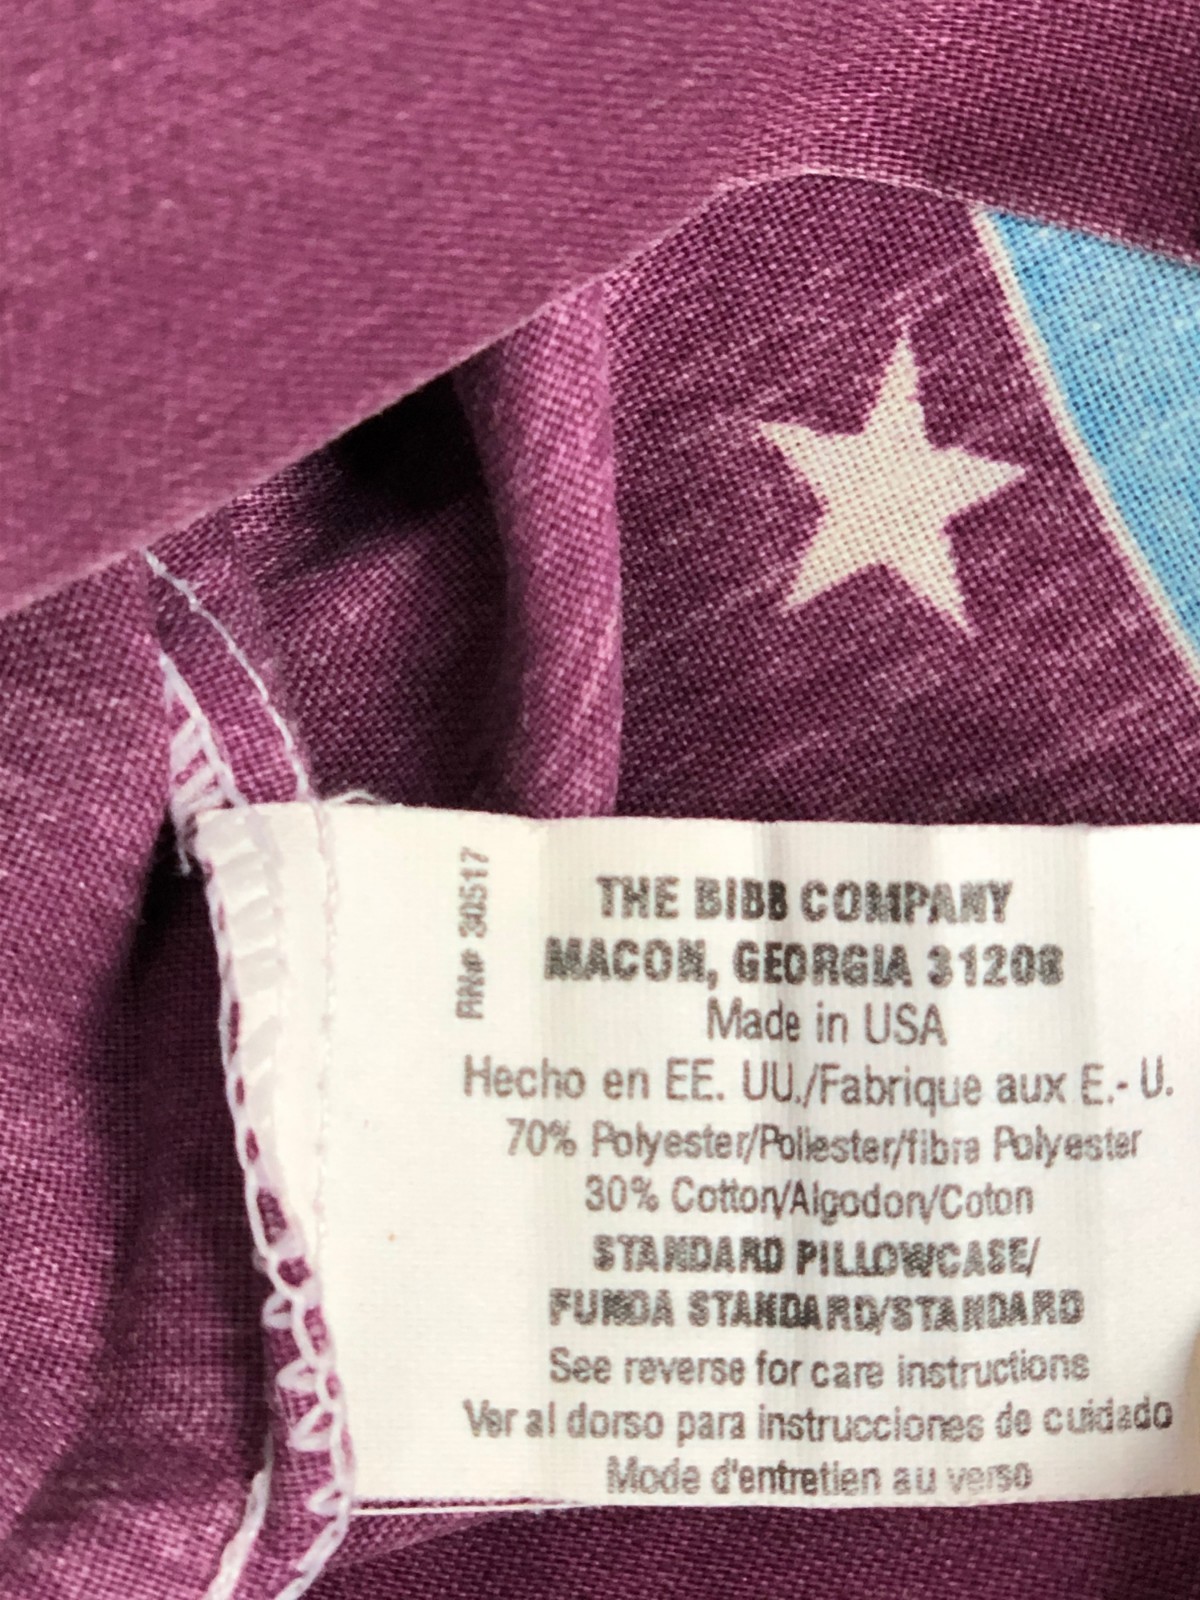 RN# 30517
THE BIBB COMPANY
MACON, GEORGIA 31208
Made in USA
Hecho en EE. UU./Fabrique aux E.- U.
70% Polyester/Poliester/fibre Polyester
30% Cotton/Algodon/Coton
STANDARD PILLOWCASE/
FUNDA STANDARD/STANDARD
See reverse for care instructions
Ver al dorso para instrucciones de cuidado
Mode d'entretien au verso